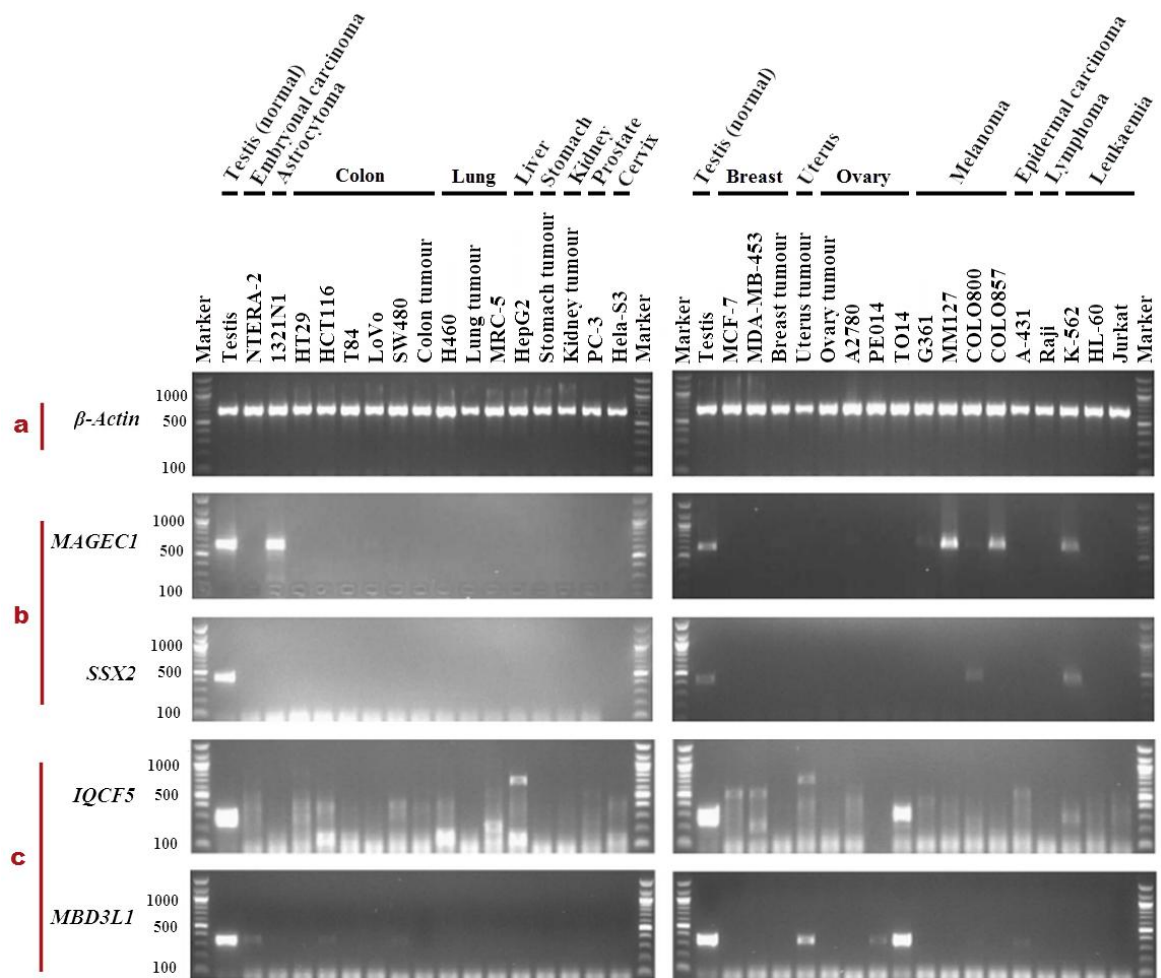 Testis (normal)
Embryonal carcinoma
Astrocytoma
Colon
Lung
Liver
Stomach
Kidney
Prostate
Cervix
Testis (normal)
Breast
Uterus
Ovary
Melanoma
Epidermal carcinoma
Lymphoma
Leukaemia
Marker
Testis
NTERA-2
1321N1
HT29
HCT116
T84
LoVo
SW480
Colon tumour
H460
Lung tumour
MRC-5
HepG2
Stomach tumour
Kidney tumour
PC-3
Hela-S3
Marker
Marker
Testis
MCF-7
MDA-MB-453
Breast tumour
Uterus tumour
Ovary tumour
A2780
PE014
TO14
G361
MM127
COLO800
COLO857
A-431
Raji
K-562
HL-60
Jurkat
Marker
a
β-Actin
1000
500
100
b
MAGEC1
1000
500
100
SSX2
1000
500
100
c
IQCF5
1000
500
100
MBD3L1
1000
500
100